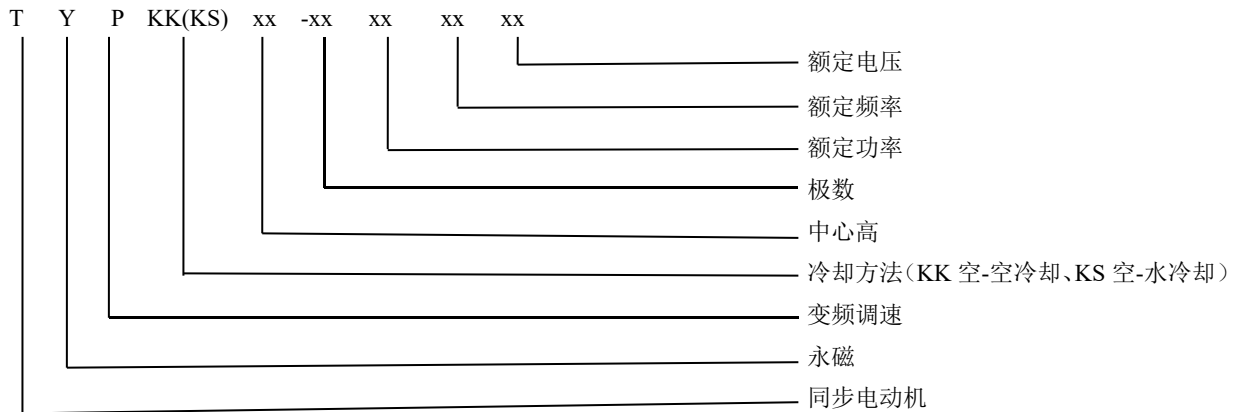 T Y P KK(KS) xx -xx xx xx xx
额定电压
额定频率
额定功率
极数
中心高
冷却方法（KK 空-空冷却、KS 空-水冷却）
变频调速
永磁
同步电动机